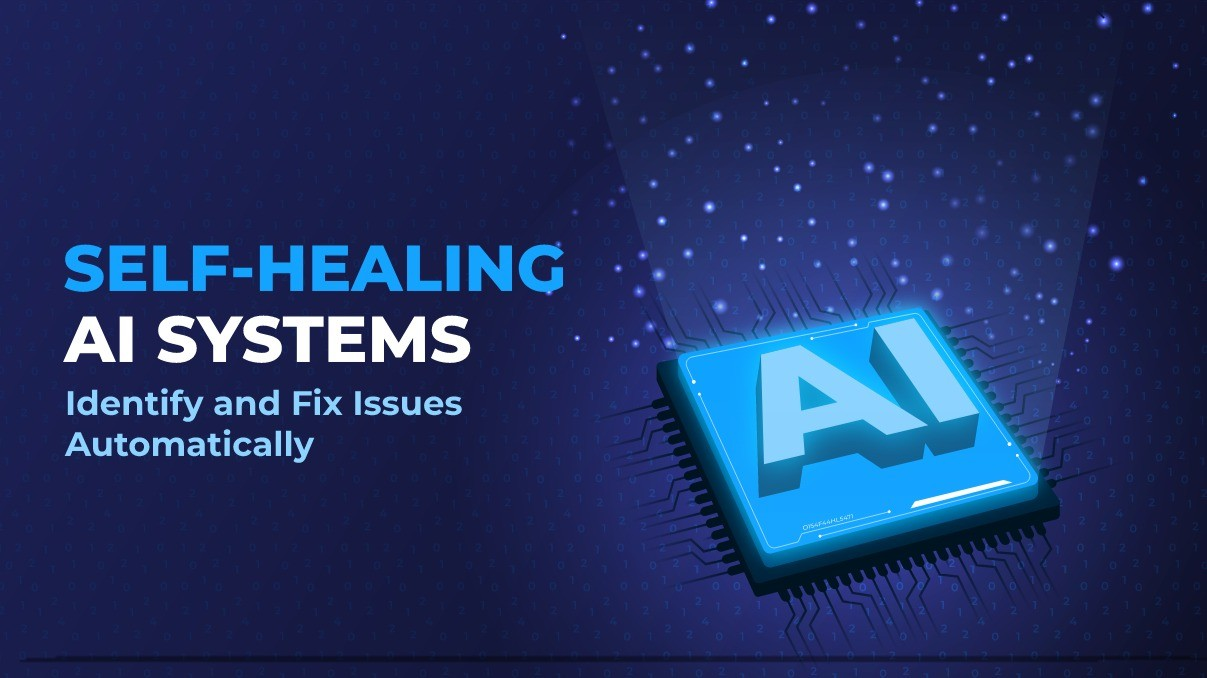 SELF-HEALING
AI SYSTEMS
Identify and Fix Issues
Automatically
AI